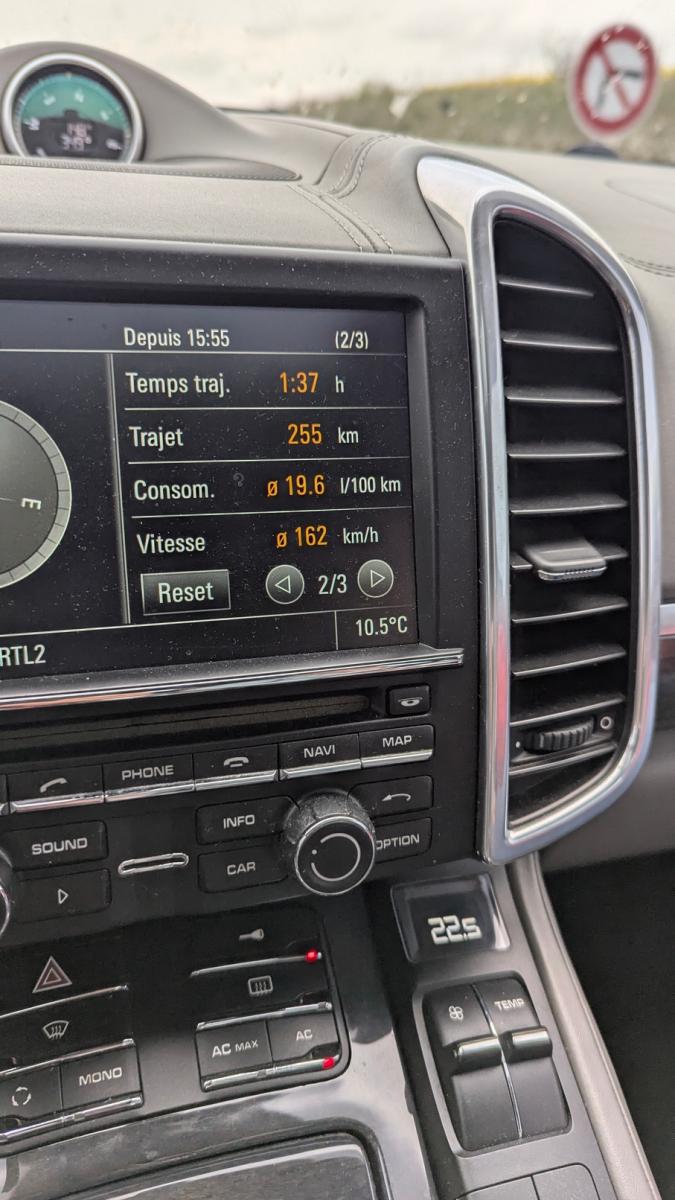 Depuis 15:55 (2/3)
Temps traj. 1:37 h
Trajet 255 km
Consom. ø 19.6 l/100 km
E
Vitesse ø 162 km/h
Reset 2/3
10.5°C
RTL2
PHONE NAVI MAP
SOUND INFO
CAR OPTION
22.5
TEMP
AC MAX AC
MONO